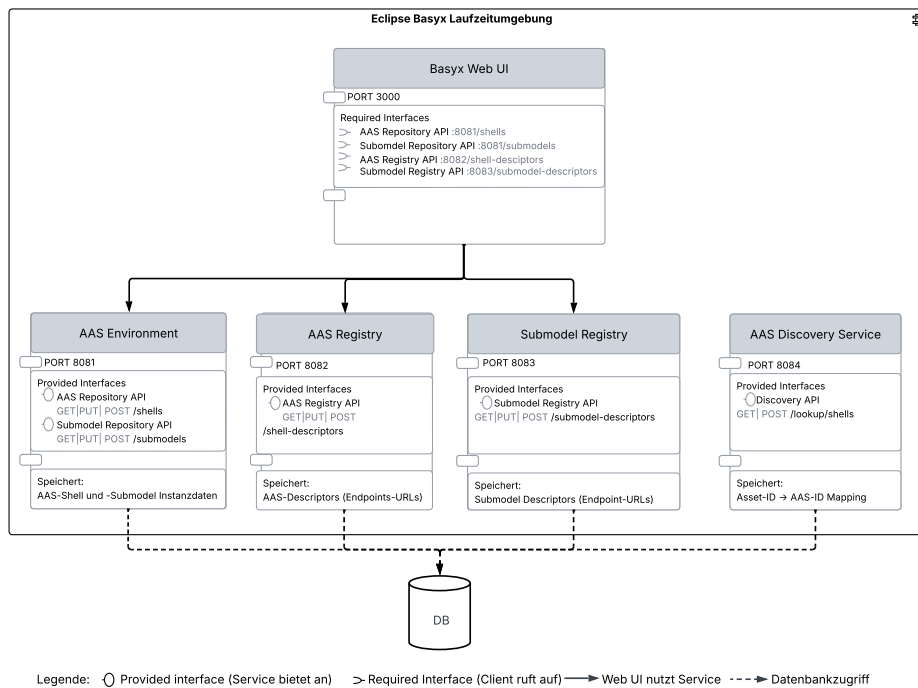 Eclipse Basyx Laufzeitumgebung
Basyx Web UI
PORT 3000
Required Interfaces
AAS Repository API :8081/shells
Subomdel Repository API :8081/submodels
AAS Registry API :8082/shell-desciptors
Submodel Registry API :8083/submodel-descriptors
AAS Environment
PORT 8081
Provided Interfaces
AAS Repository API
GET|PUT| POST /shells
Submodel Repository API
GET|PUT| POST /submodels
Speichert:
AAS-Shell und -Submodel Instanzdaten
AAS Registry
PORT 8082
Provided Interfaces
AAS Registry API
GET|PUT| POST
/shell-descriptors
Speichert:
AAS-Descriptors (Endpoints-URLs)
Submodel Registry
PORT 8083
Provided Interfaces
Submodel Registry API
GET|PUT| POST /submodel-descriptors
Speichert:
Submodel Descriptors (Endpoint-URLs)
AAS Discovery Service
PORT 8084
Provided Interfaces
Discovery API
GET| POST /lookup/shells
Speichert:
Asset-ID → AAS-ID Mapping
DB
Legende: Provided interface (Service bietet an) Required Interface (Client ruft auf) Web UI nutzt Service Datenbankzugriff